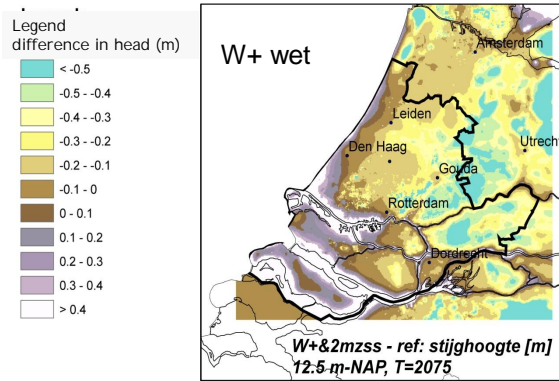 Legend
difference in head (m)
< -0.5
-0.5 - -0.4
-0.4 - -0.3
-0.3 - -0.2
-0.2 - -0.1
-0.1 - 0
0 - 0.1
0.1 - 0.2
0.2 - 0.3
0.3 - 0.4
> 0.4
W+ wet
Amsterdam
Leiden
Den Haag
Utrecht
Gouda
Rotterdam
Dordrecht
W+&2mzss - ref: stijghoogte [m]
12.5 m-NAP, T=2075